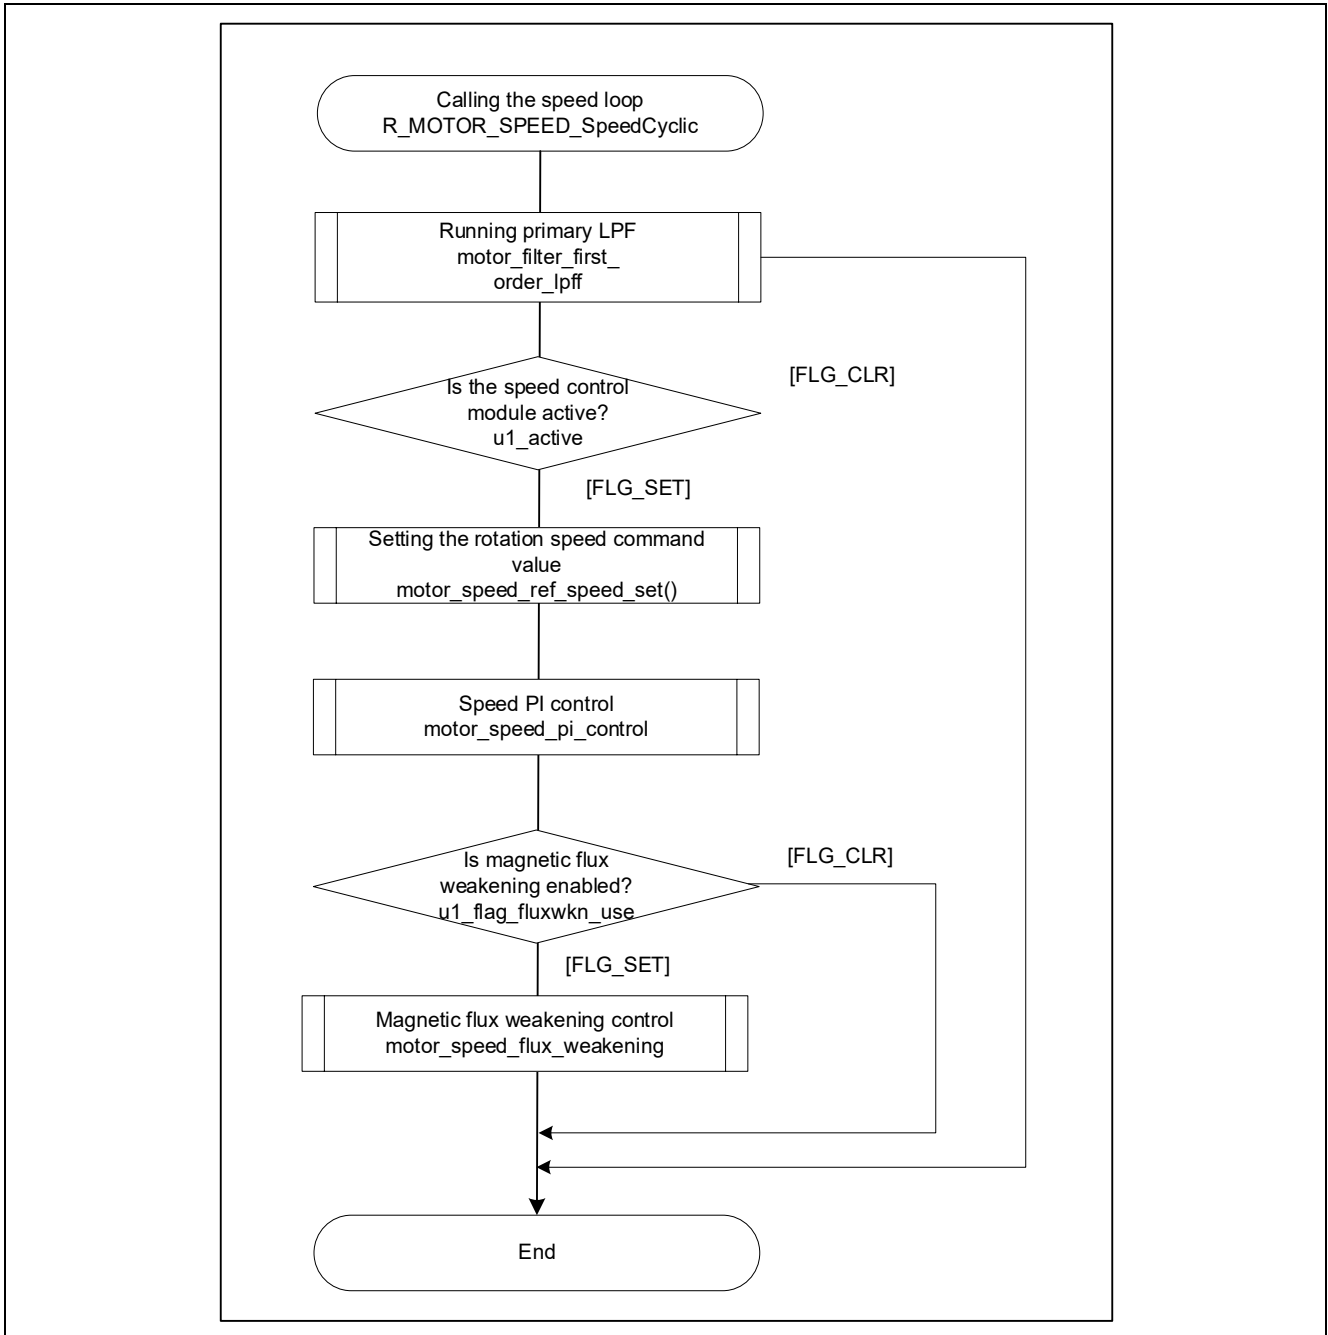 Calling the speed loop
R_MOTOR_SPEED_SpeedCyclic
Running primary LPF
motor_filter_first_
order_lpff
[FLG_CLR]
Is the speed control
module active?
u1_active
[FLG_SET]
Setting the rotation speed command
value
motor_speed_ref_speed_set()
Speed PI control
motor_speed_pi_control
[FLG_CLR]
Is magnetic flux
weakening enabled?
u1_flag_fluxwkn_use
[FLG_SET]
Magnetic flux weakening control
motor_speed_flux_weakening
End